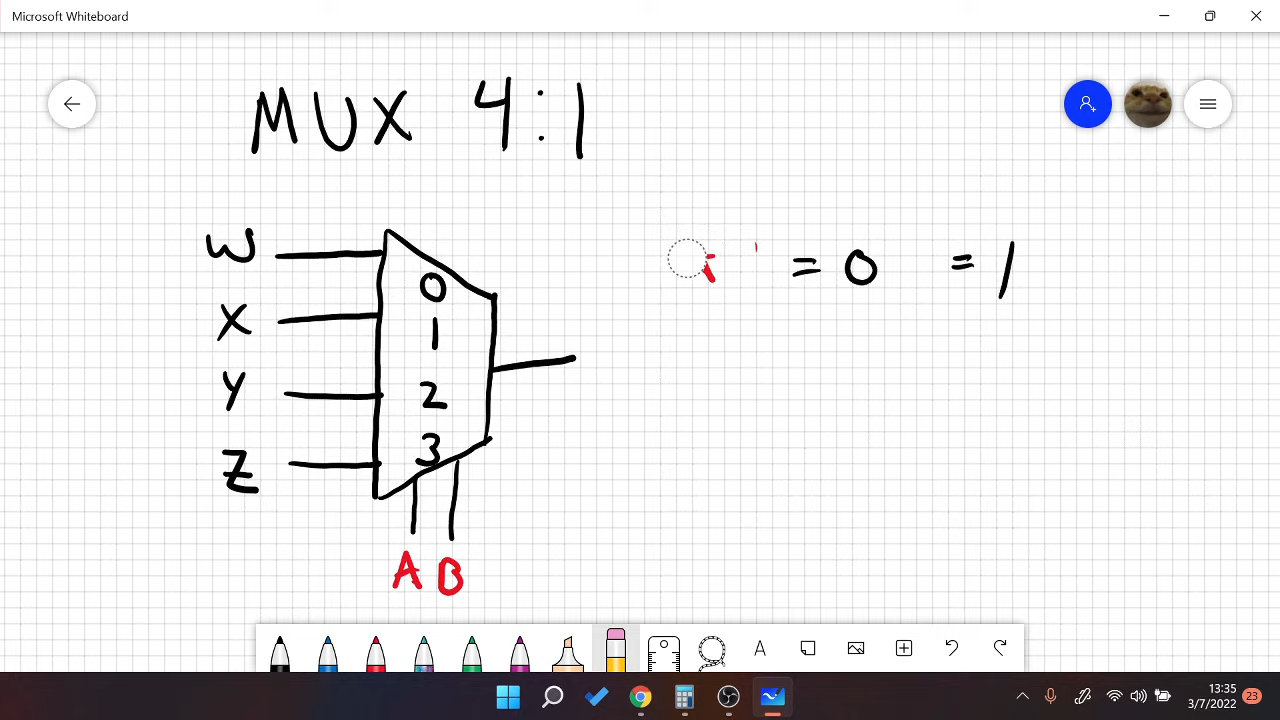 Microsoft Whiteboard
MUX 4:1
W
X
Y
Z
0
1
2
3
= 0 = 1
A B
A
13:35
3/7/2022
23